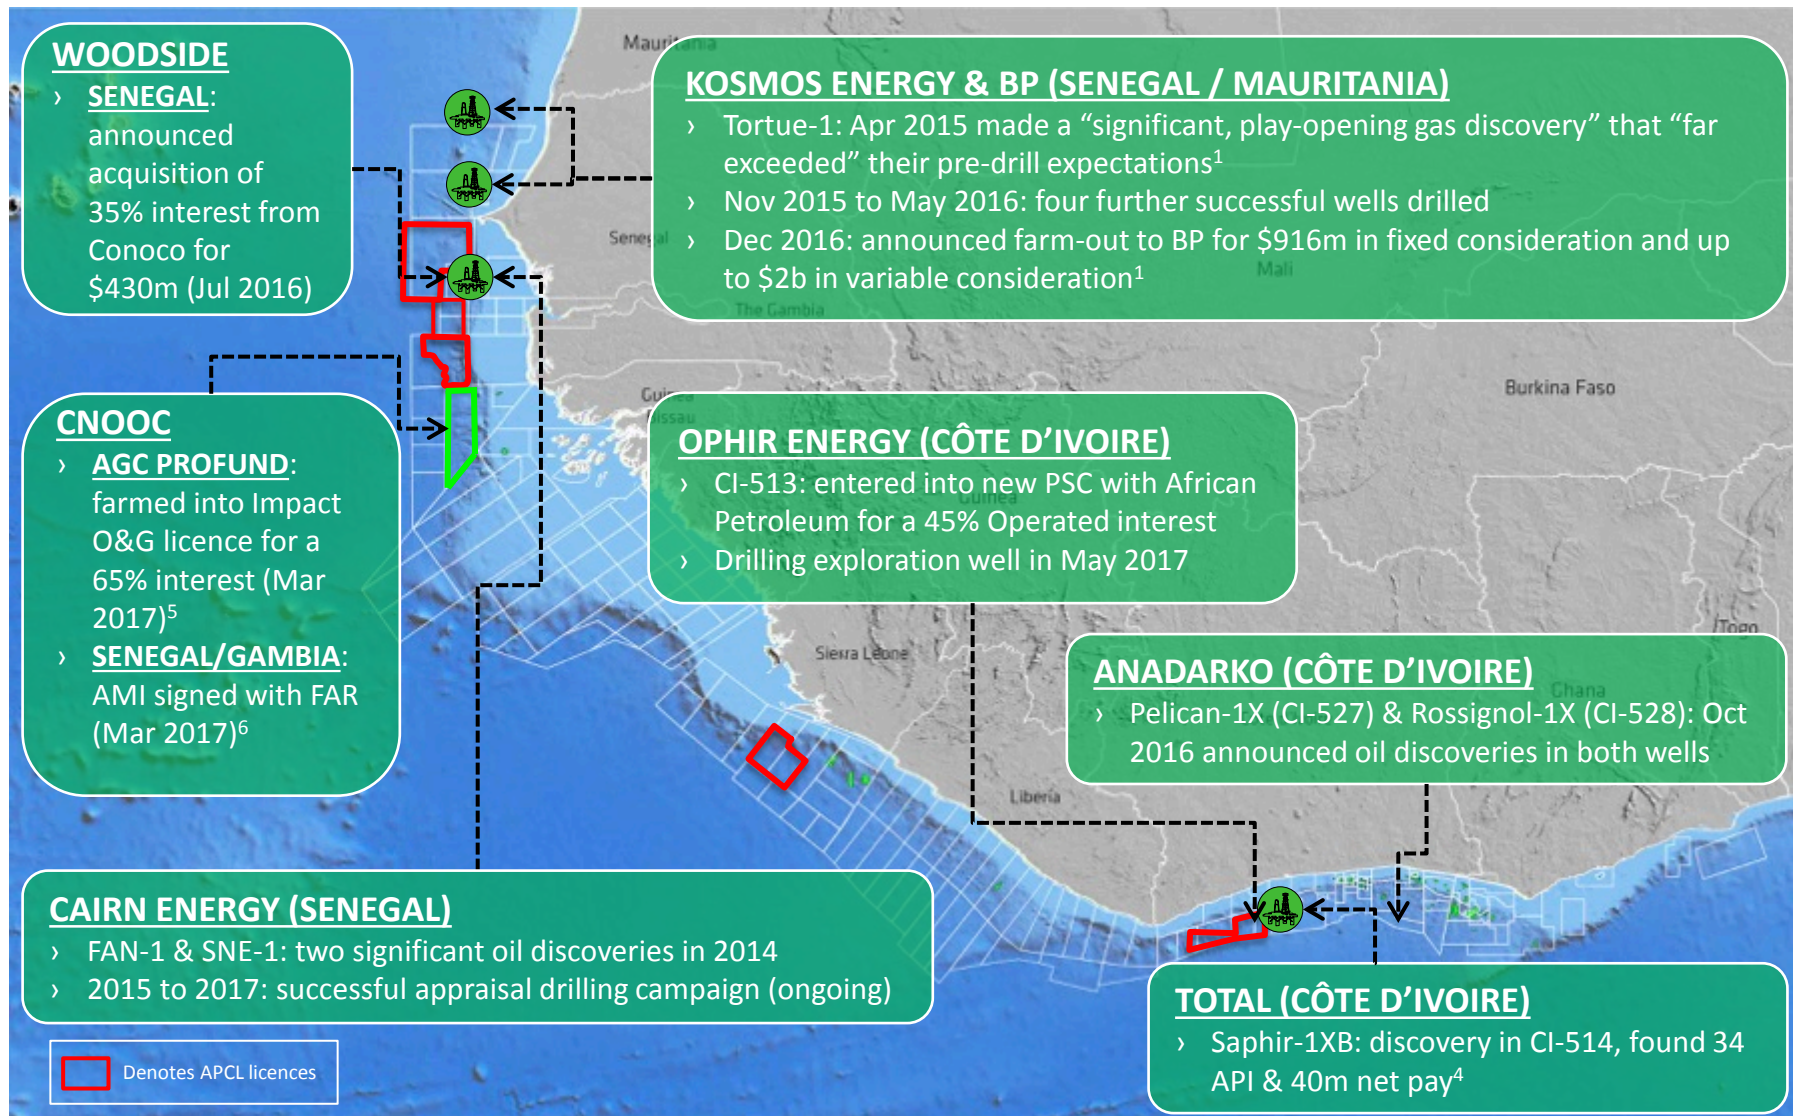 WOODSIDE
› SENEGAL:
announced
acquisition of
35% interest from
Conoco for
$430m (Jul 2016)
Mauritania
KOSMOS ENERGY & BP (SENEGAL / MAURITANIA)
› Tortue-1: Apr 2015 made a “significant, play-opening gas discovery” that “far
exceeded” their pre-drill expectations1
› Nov 2015 to May 2016: four further successful wells drilled
› Dec 2016: announced farm-out to BP for $916m in fixed consideration and up
to $2b in variable consideration1
Senegal
Mali
The Gambia
Guinea
Bissau
Burkina Faso
CNOOC
› AGC PROFUND:
farmed into Impact
O&G licence for a
65% interest (Mar
2017)5
› SENEGAL/GAMBIA:
AMI signed with FAR
(Mar 2017)6
OPHIR ENERGY (CÔTE D’IVOIRE)
› CI-513: entered into new PSC with African
Petroleum for a 45% Operated interest
› Drilling exploration well in May 2017
Guinea
Togo
Sierra Leone
ANADARKO (CÔTE D’IVOIRE)
› Pelican-1X (CI-527) & Rossignol-1X (CI-528): Oct
2016 announced oil discoveries in both wells
Ghana
Liberia
CAIRN ENERGY (SENEGAL)
› FAN-1 & SNE-1: two significant oil discoveries in 2014
› 2015 to 2017: successful appraisal drilling campaign (ongoing)
TOTAL (CÔTE D’IVOIRE)
› Saphir-1XB: discovery in CI-514, found 34
API & 40m net pay4
Denotes APCL licences